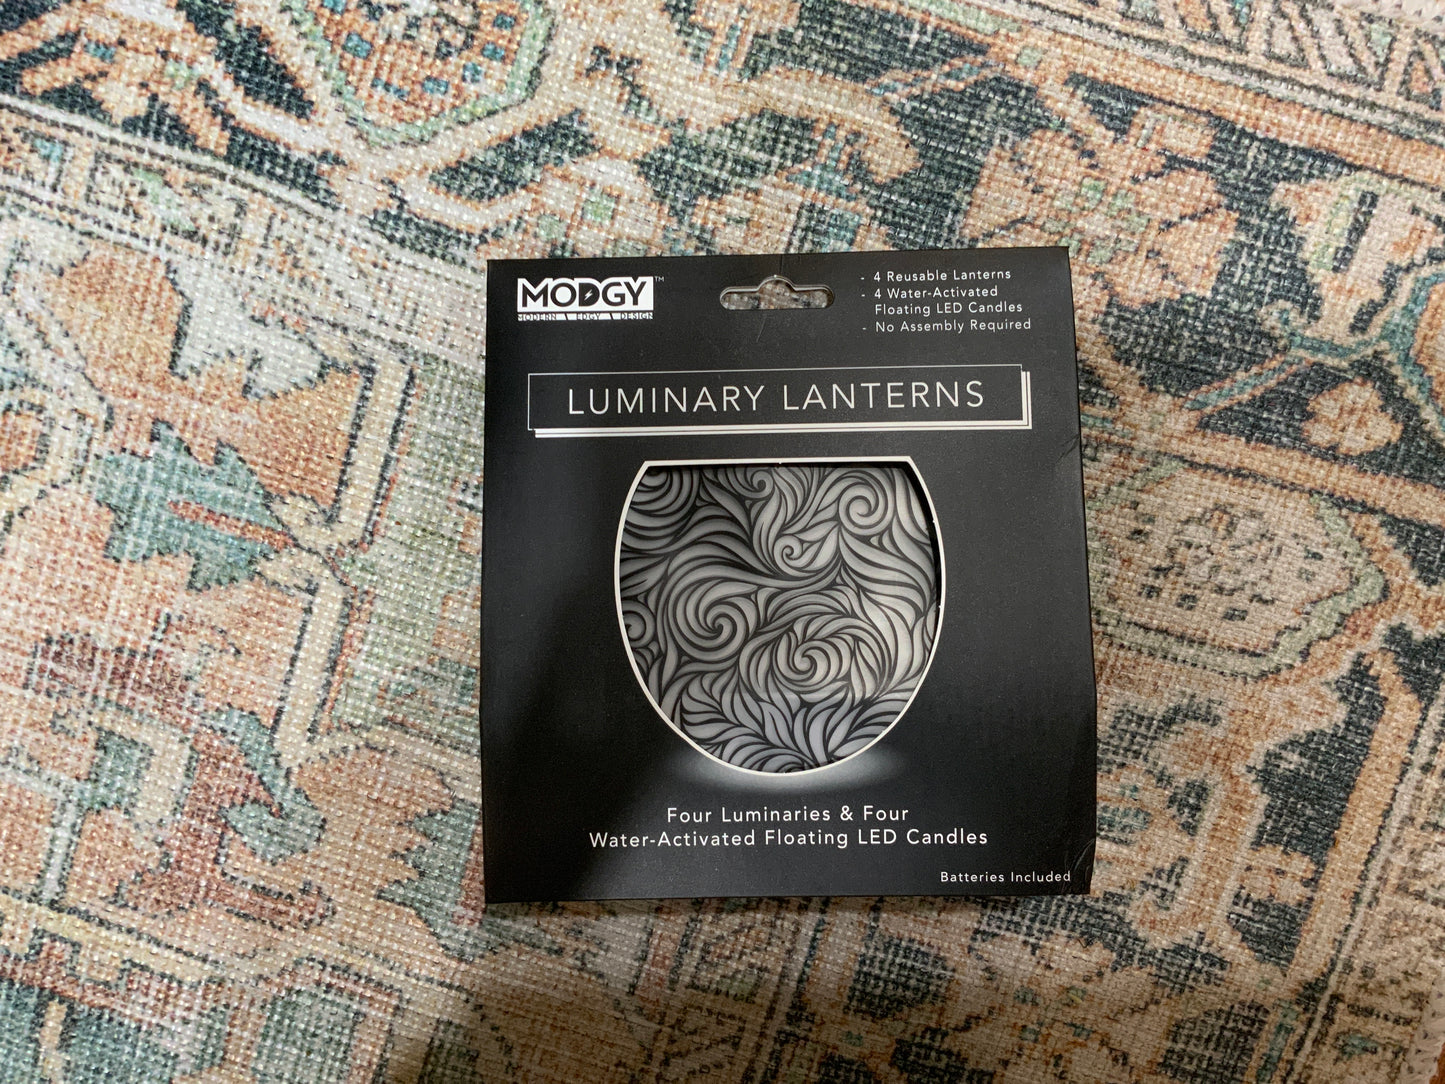 MODGY™
MODERN \ EDGY \ DESIGN
- 4 Reusable Lanterns
- 4 Water-Activated
Floating LED Candles
- No Assembly Required
LUMINARY LANTERNS
Four Luminaries & Four
Water-Activated Floating LED Candles
Batteries Included